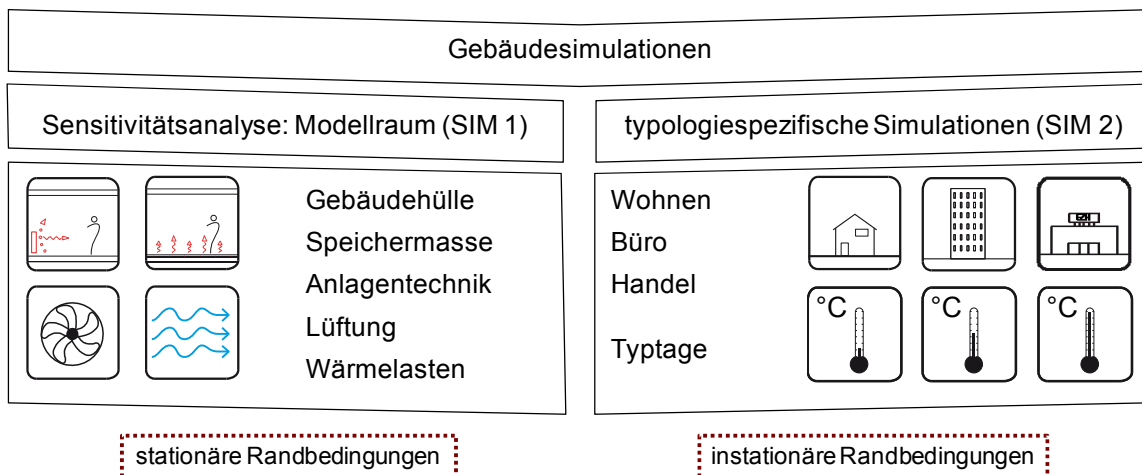 Gebäudesimulationen
Sensitivitätsanalyse: Modellraum (SIM 1)
typologiespezifische Simulationen (SIM 2)
Gebäudehülle
Speichermasse
Anlagentechnik
Lüftung
Wärmelasten
Wohnen
Büro
Handel
Typtage
EZH
°C
°C
°C
stationäre Randbedingungen
instationäre Randbedingungen